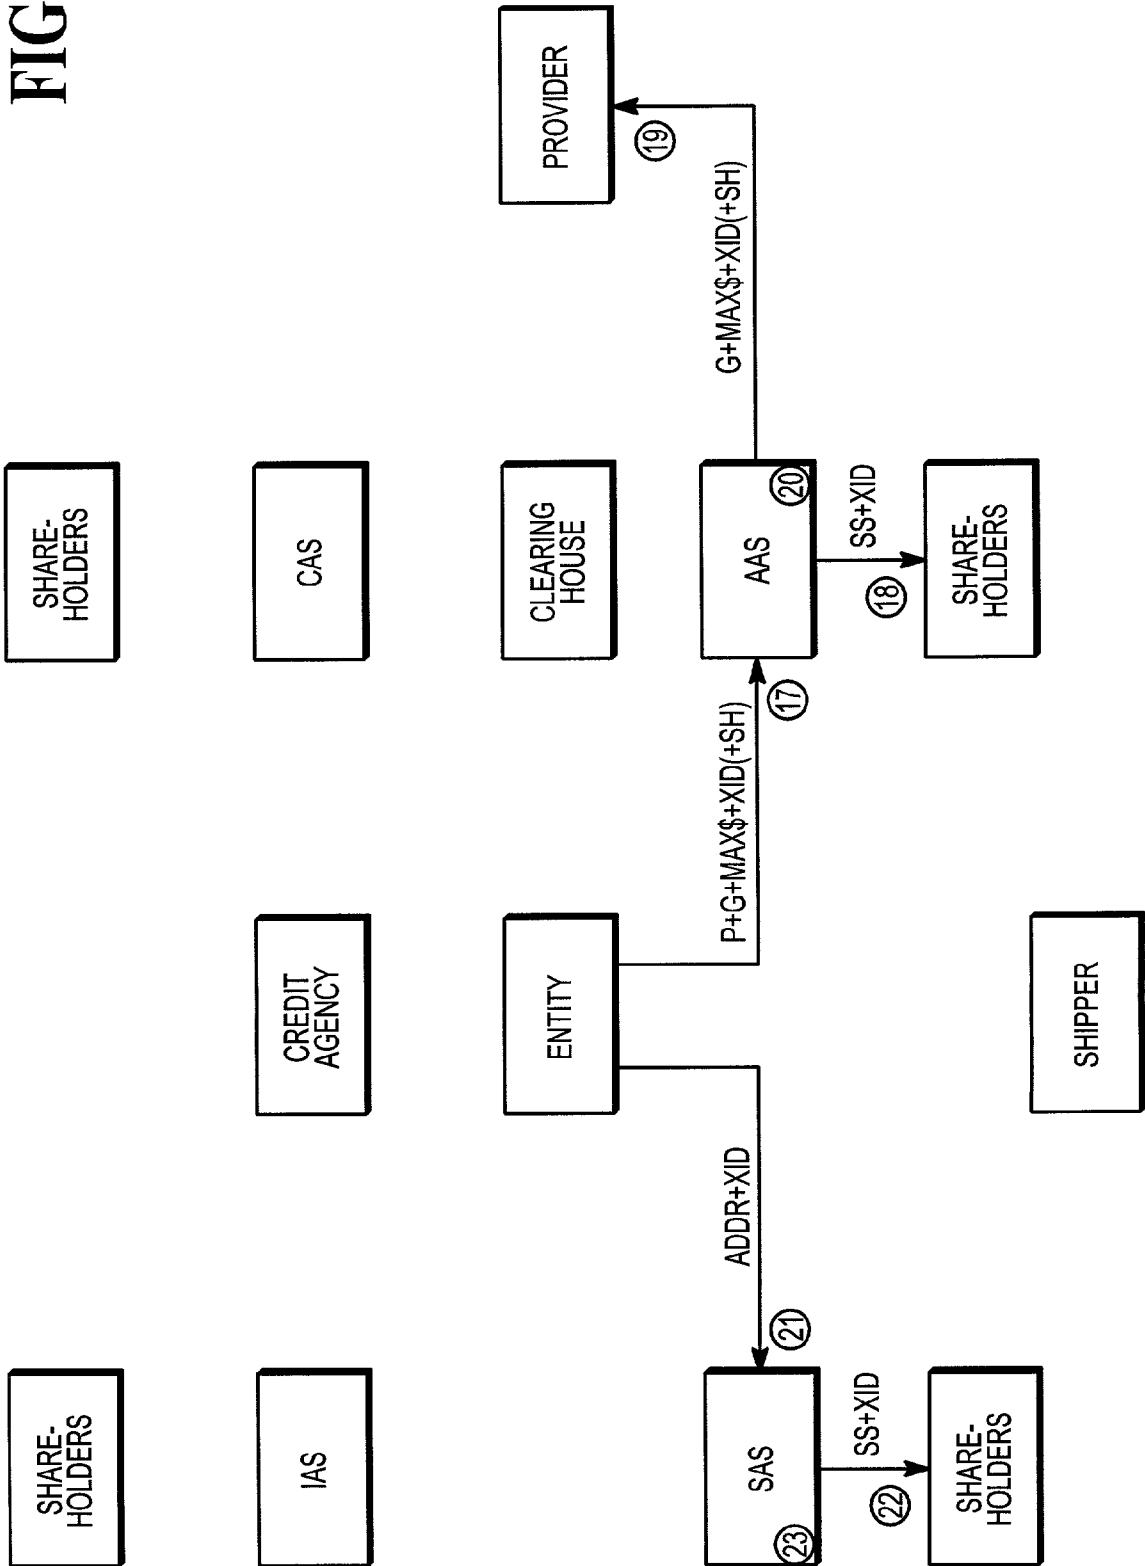 FIG
SHARE-
HOLDERS
SHARE-
HOLDERS
IAS
CREDIT
AGENCY
CAS
ENTITY
CLEARING
HOUSE
PROVIDER
19
ADDR+XID
P+G+MAX$+XID(+SH)
G+MAX$+XID(+SH)
SAS
23
21
17
AAS
20
22
SS+XID
18
SS+XID
SHARE-
HOLDERS
SHARE-
HOLDERS
SHIPPER